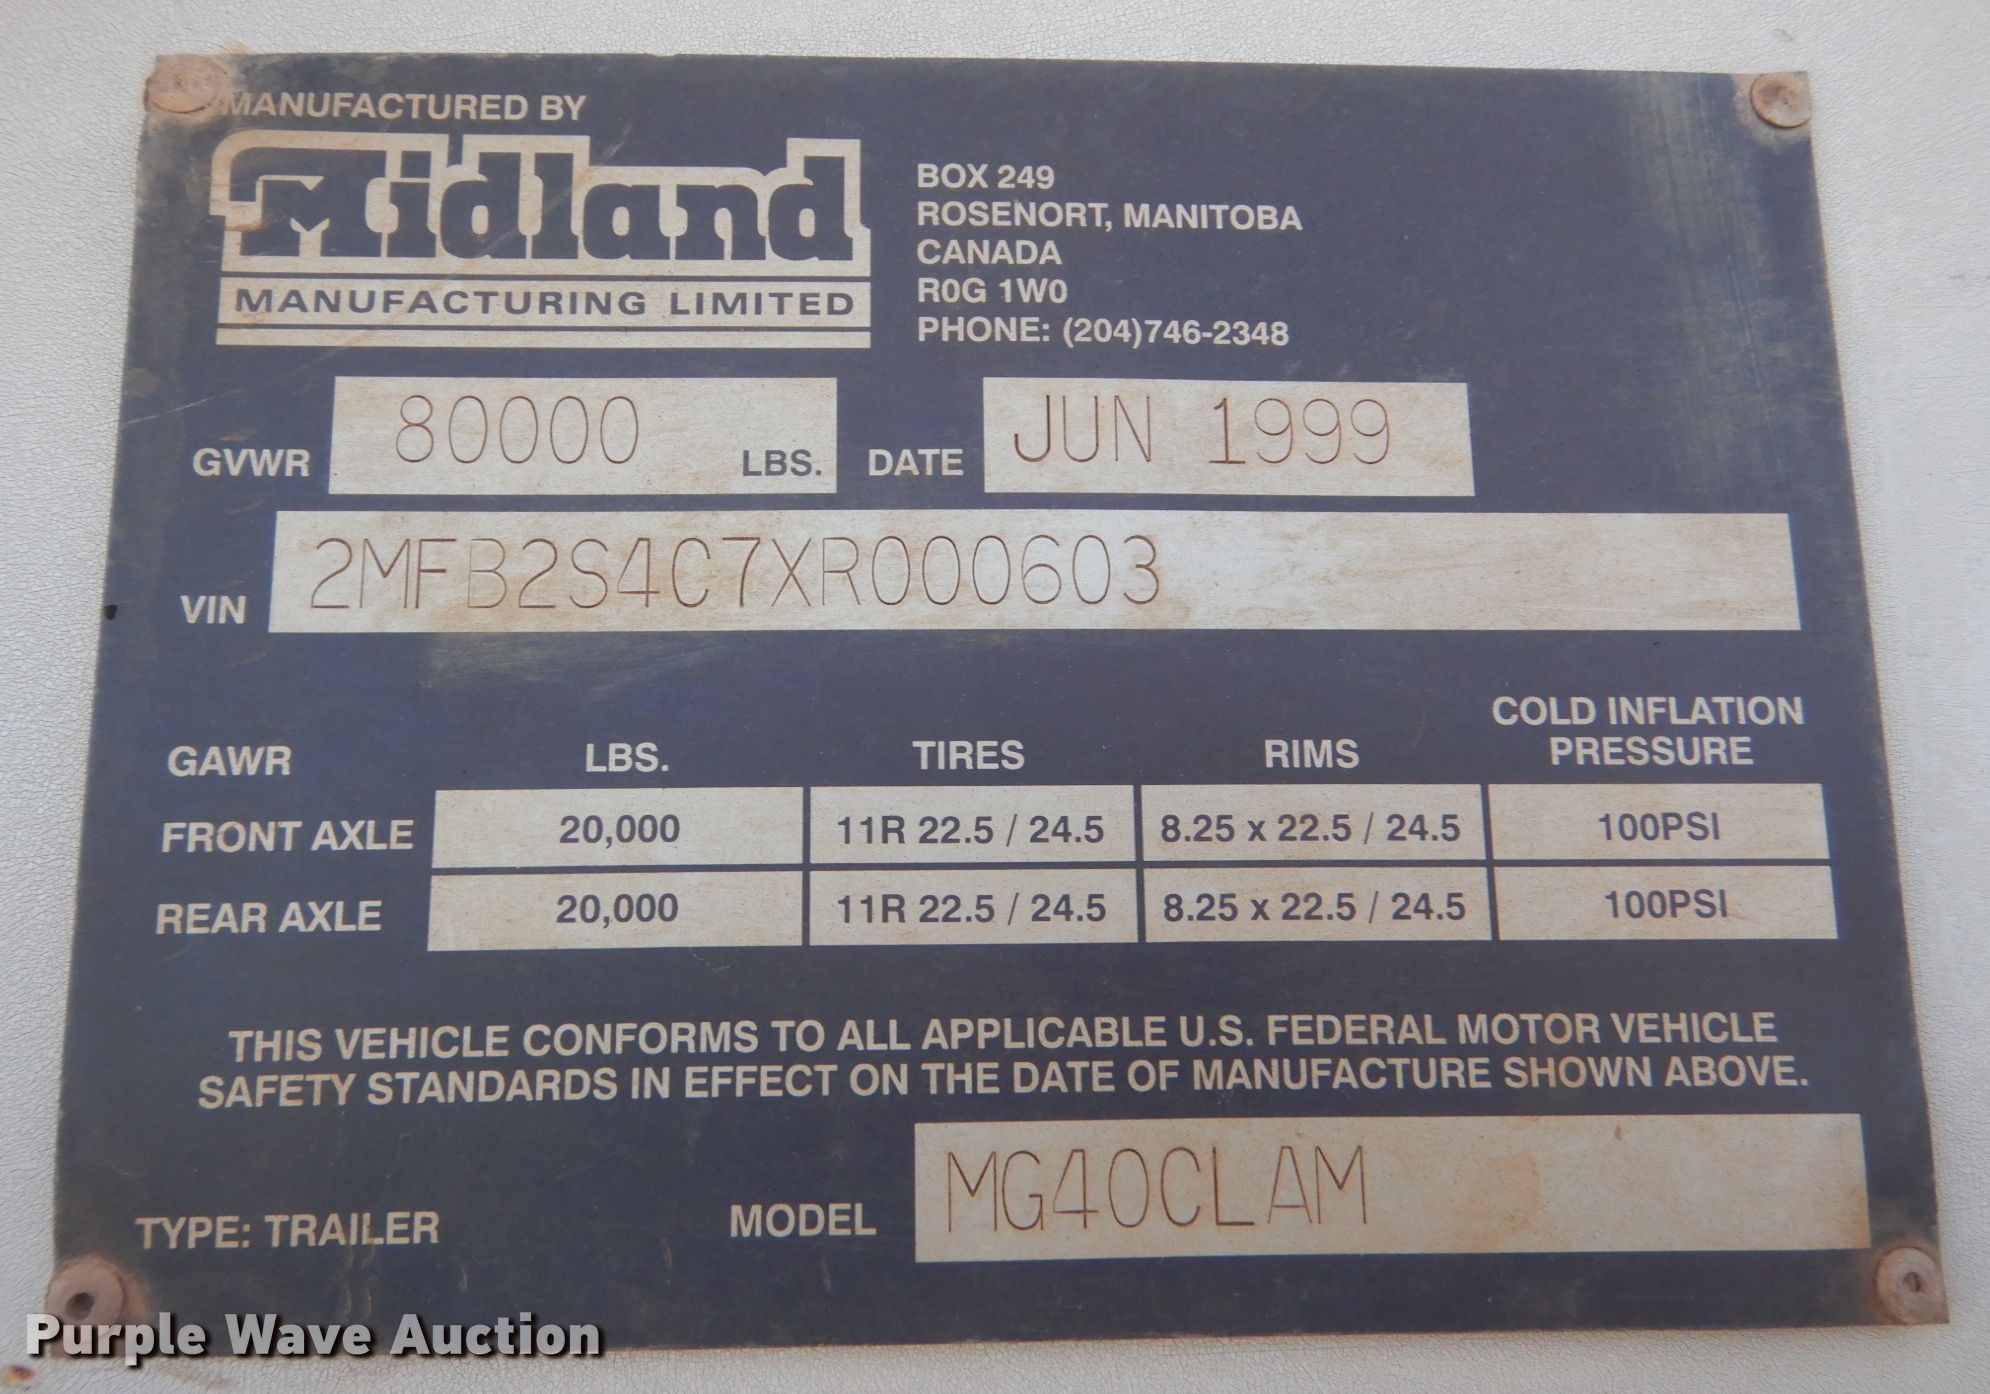 MANUFACTURED BY
Midland
MANUFACTURING LIMITED
BOX 249
ROSENORT, MANITOBA
CANADA
R0G 1W0
PHONE: (204)746-2348
GVWR 80000 LBS. DATE JUN 1999
VIN 2MFB2S4C7XR000603
GAWR LBS. TIRES RIMS COLD INFLATION PRESSURE
FRONT AXLE 20,000 11R 22.5 / 24.5 8.25 x 22.5 / 24.5 100PSI
REAR AXLE 20,000 11R 22.5 / 24.5 8.25 x 22.5 / 24.5 100PSI
THIS VEHICLE CONFORMS TO ALL APPLICABLE U.S. FEDERAL MOTOR VEHICLE
SAFETY STANDARDS IN EFFECT ON THE DATE OF MANUFACTURE SHOWN ABOVE.
TYPE: TRAILER MODEL MG40CLAM
Purple Wave Auction